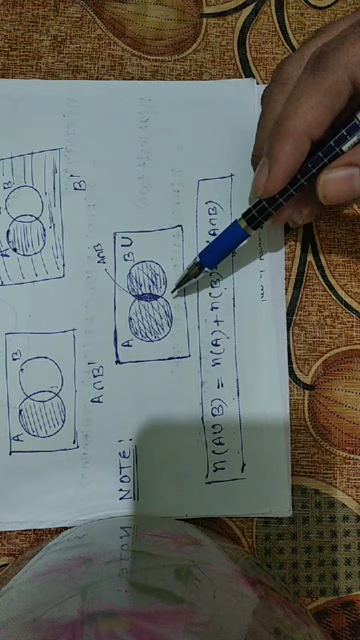 A B
B'
A B
A∩B'
NOTE:
A B U
A∩B
n(A∪B) = n(A) + n(B) (A∩B)